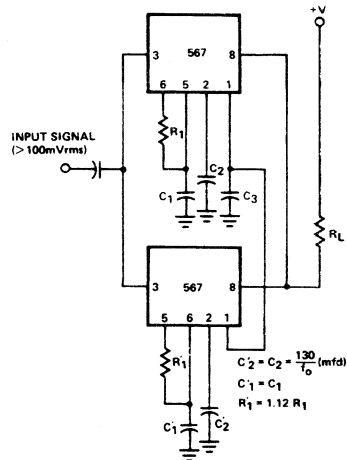 +V
567
3
8
6 5 2 1
R1
INPUT SIGNAL
(>100mVrms)
C1
C2
C3
RL
567
3
8
5 6 2 1
R'1
C'1
C'2
C'2 = C2 = 130/fo (mfd)
C'1 = C1
R'1 = 1.12 R1